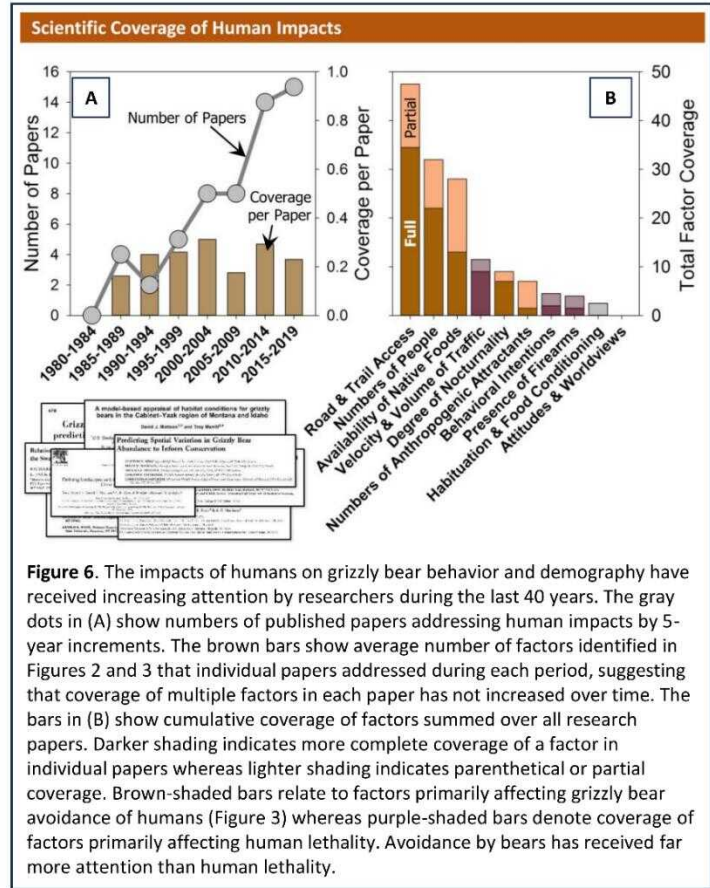 Scientific Coverage of Human Impacts
16
14
12
10
8
6
4
2
0
Number of Papers
A
Number of Papers
Coverage
per Paper
1.0
0.8
0.6
0.4
0.2
0.0
Coverage per Paper
1980-1984
1985-1989
1990-1994
1995-1999
2000-2004
2005-2009
2010-2014
2015-2019
B
Partial
Full
50
40
30
20
10
0
Total Factor Coverage
Road & Trail Access
Numbers of People
Availability of Native Foods
Velocity & Volume of Traffic
Degree of Nocturnality
Numbers of Anthropogenic Attractants
Behavioral Intentions
Presence of Firearms
Habituation & Food Conditioning
Attitudes & Worldviews
A model-based appraisal of habitat conditions for grizzly
bears in the Cabinet–Yaak region of Montana and Idaho
Predicting Spatial Variation in Grizzly Bear
Abundance to Inform Conservation
Figure 6. The impacts of humans on grizzly bear behavior and demography have
received increasing attention by researchers during the last 40 years. The gray
dots in (A) show numbers of published papers addressing human impacts by 5-
year increments. The brown bars show average number of factors identified in
Figures 2 and 3 that individual papers addressed during each period, suggesting
that coverage of multiple factors in each paper has not increased over time. The
bars in (B) show cumulative coverage of factors summed over all research
papers. Darker shading indicates more complete coverage of a factor in
individual papers whereas lighter shading indicates parenthetical or partial
coverage. Brown-shaded bars relate to factors primarily affecting grizzly bear
avoidance of humans (Figure 3) whereas purple-shaded bars denote coverage of
factors primarily affecting human lethality. Avoidance by bears has received far
more attention than human lethality.